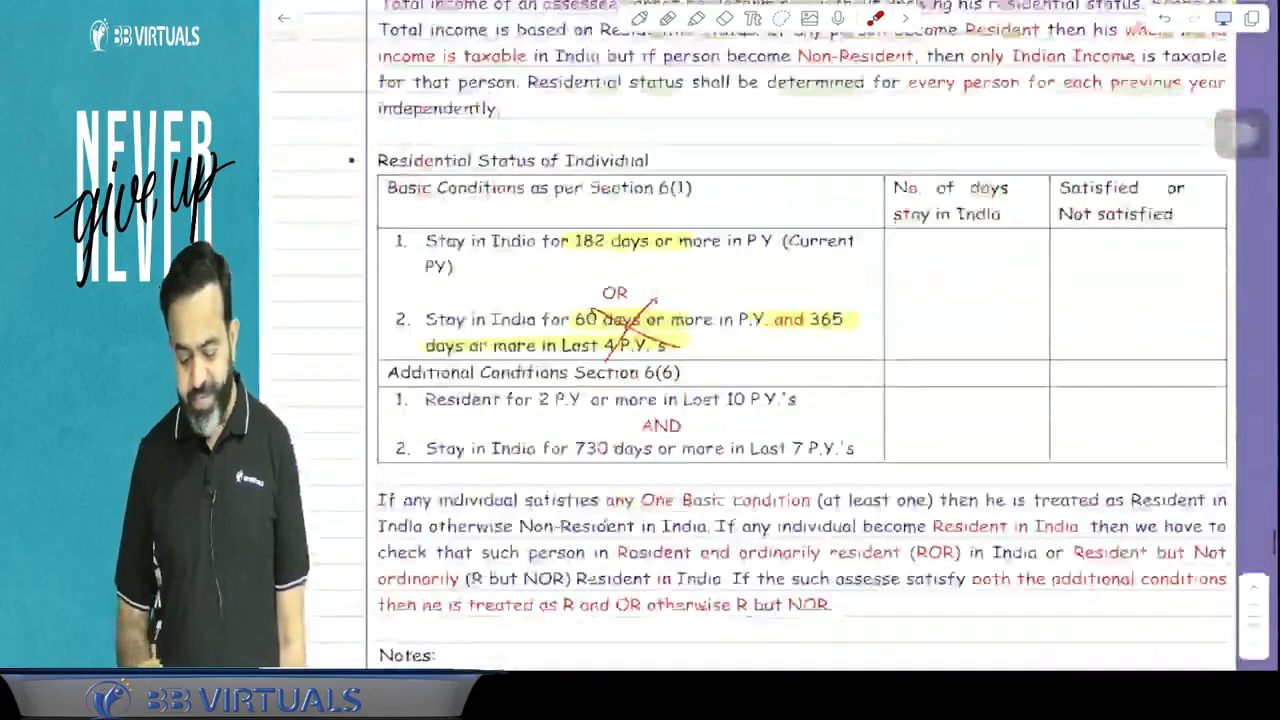 BB VIRTUALS
NEVER
give up
NEVER
Total income of an assessee
his residential status.
Total income is based on
Resident then his
income is taxable in India but if person become Non-Resident, then only Indian Income is taxable
for that person. Residential status shall be determined for every person for each previous year
independently.
• Residential Status of Individual
Basic Conditions as per Section 6(1)
No. of days stay in India
Satisfied or Not satisfied
1. Stay in India for 182 days or more in P.Y (Current
PY)
OR
2. Stay in India for 60 days or more in P.Y. and 365
days or more in Last 4 P.Y.'s
Additional Conditions Section 6(6)
1. Resident for 2 P.Y or more in Last 10 P.Y.'s
AND
2. Stay in India for 730 days or more in Last 7 P.Y.'s
If any individual satisfies any One Basic condition (at least one) then he is treated as Resident in
India otherwise Non-Resident in India. If any individual become Resident in India then we have to
check that such person in Rosident and ordinarily resident (ROR) in India or Resident but Not
ordinarily (R but NOR) Resident in India. If the such assesse satisfy both the additional conditions
then he is treated as R and OR otherwise R but NOR.
Notes:
BB VIRTUALS